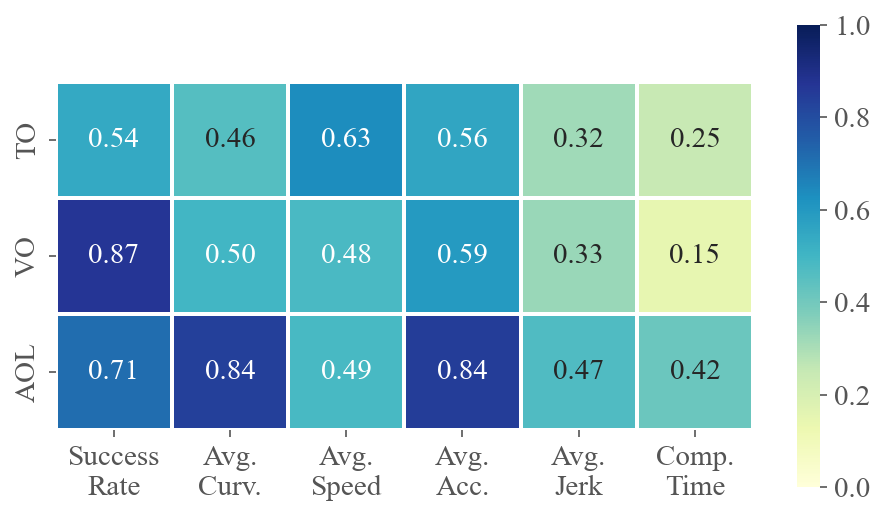 1.0
TO 0.54 0.46 0.63 0.56 0.32 0.25
0.8
VO 0.87 0.50 0.48 0.59 0.33 0.15
0.6
AOL 0.71 0.84 0.49 0.84 0.47 0.42
0.4
0.2
0.0
Success Rate
Avg. Curv.
Avg. Speed
Avg. Acc.
Avg. Jerk
Comp. Time